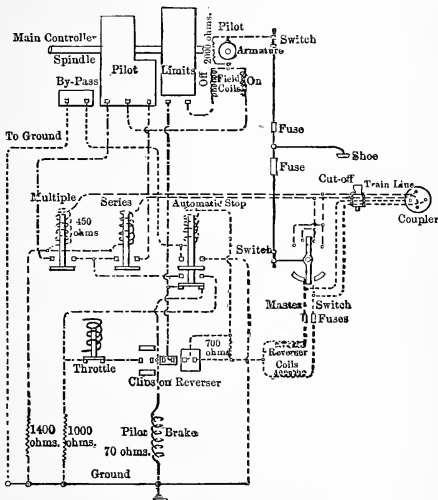 Main Controller
Spindle
Pilot
Limits
By-Pass
Pilot
2000 ohms.
Armature
Switch
Off
Field
Coils
On
To Ground
Fuse
Fuse
Shoe
Cut-off
Train Line
Coupler
Multiple
450
ohms
Series
Automatic Stop
Switch
Master
Switch
Fuses
Throttle
Clips on Reverser
700
ohms
Reverser
Coils
1400
ohms.
1000
ohms.
Pilot
Brake
70 ohms.
Ground